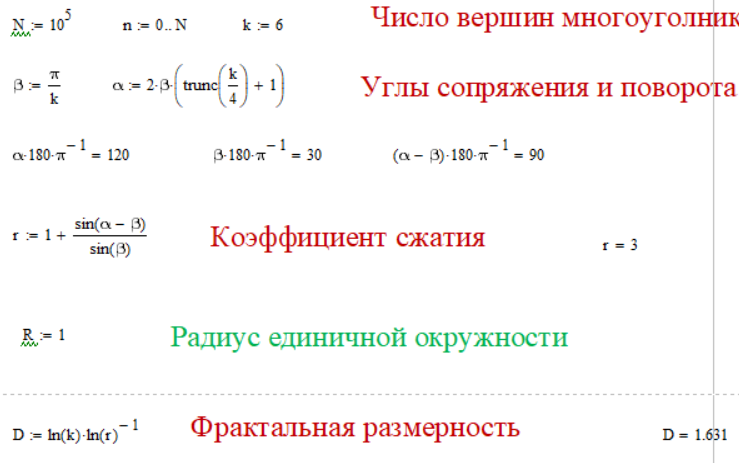 N := 10^5 n := 0.. N k := 6 Число вершин многоугольник
β := π/k α := 2·β·(trunc(k/4) + 1) Углы сопряжения и поворота
α·180·π^−1 = 120 β·180·π^−1 = 30 (α − β)·180·π^−1 = 90
r := 1 + sin(α − β)/sin(β) Коэффициент сжатия r = 3
R := 1 Радиус единичной окружности
D := ln(k)·ln(r)^−1 Фрактальная размерность D = 1.631